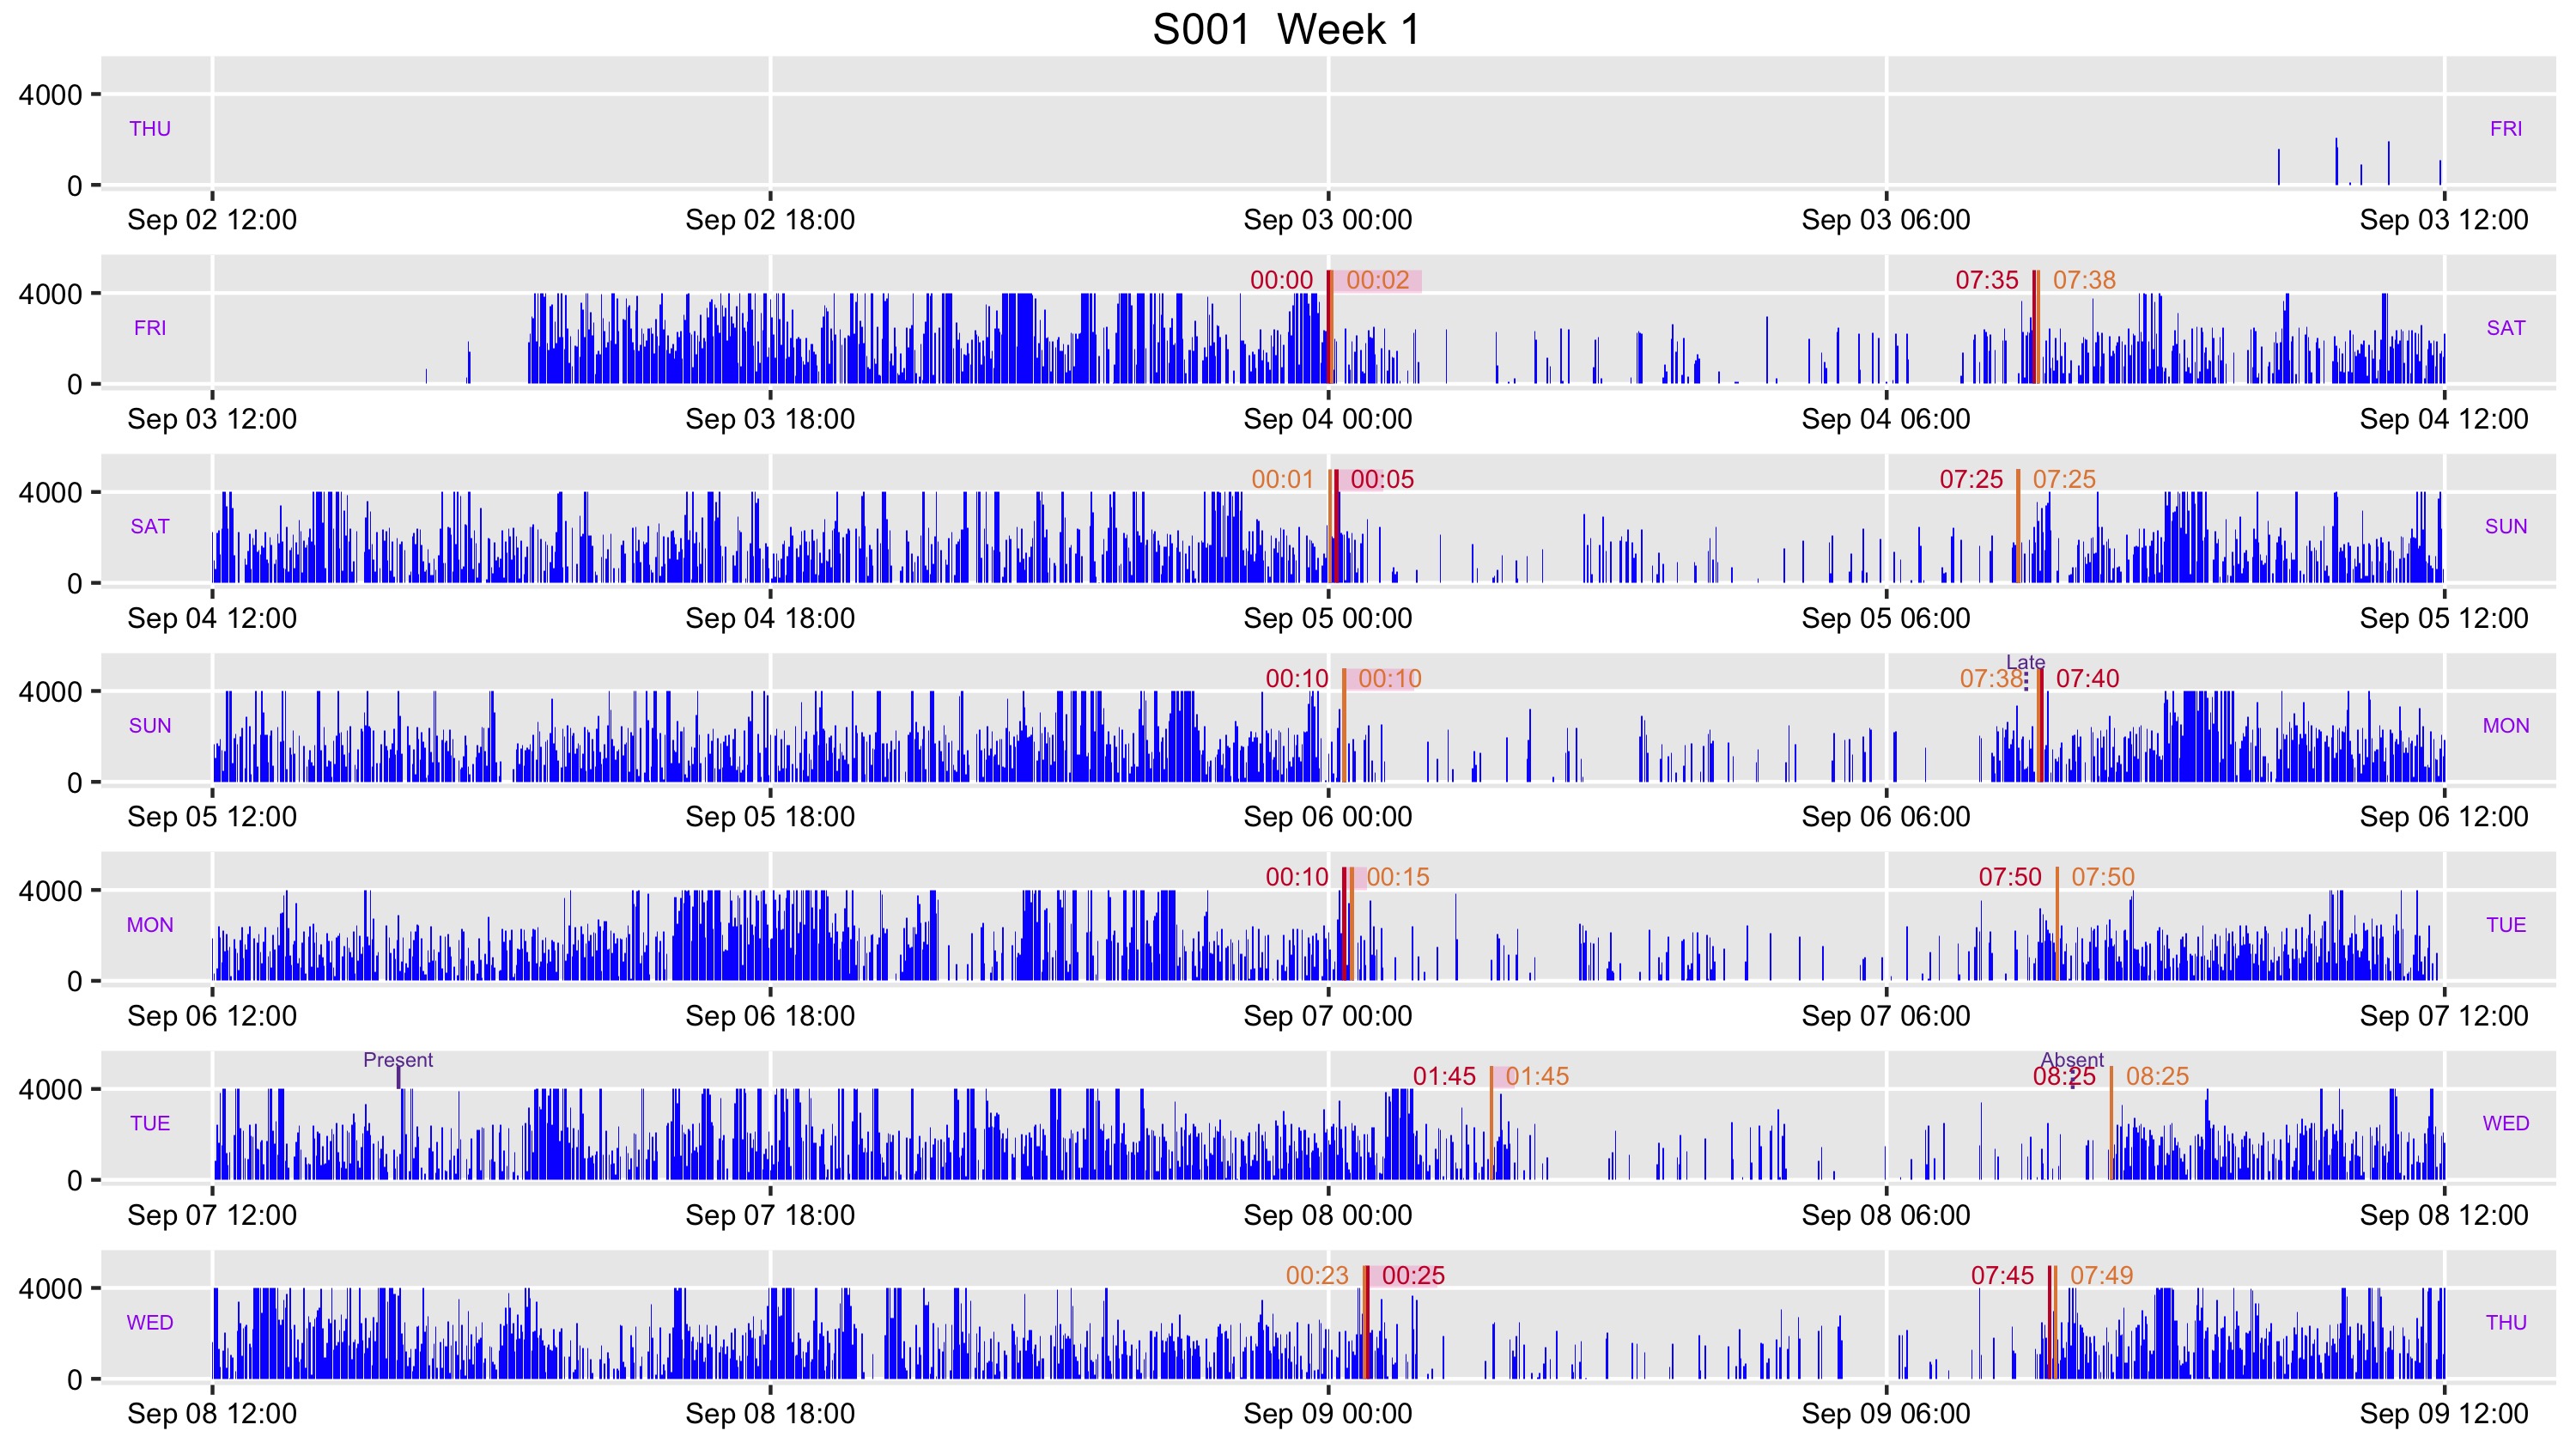 S001  Week 1
4000
THU FRI
0
Sep 02 12:00 Sep 02 18:00 Sep 03 00:00 Sep 03 06:00 Sep 03 12:00
00:00 00:02 07:35 07:38
4000
FRI SAT
0
Sep 03 12:00 Sep 03 18:00 Sep 04 00:00 Sep 04 06:00 Sep 04 12:00
00:01 00:05 07:25 07:25
4000
SAT SUN
0
Sep 04 12:00 Sep 04 18:00 Sep 05 00:00 Sep 05 06:00 Sep 05 12:00
Late
00:10 00:10 07:38 07:40
4000
SUN MON
0
Sep 05 12:00 Sep 05 18:00 Sep 06 00:00 Sep 06 06:00 Sep 06 12:00
00:10 00:15 07:50 07:50
4000
MON TUE
0
Sep 06 12:00 Sep 06 18:00 Sep 07 00:00 Sep 07 06:00 Sep 07 12:00
Present Absent
01:45 01:45 08:25 08:25
4000
TUE WED
0
Sep 07 12:00 Sep 07 18:00 Sep 08 00:00 Sep 08 06:00 Sep 08 12:00
00:23 00:25 07:45 07:49
4000
WED THU
0
Sep 08 12:00 Sep 08 18:00 Sep 09 00:00 Sep 09 06:00 Sep 09 12:00